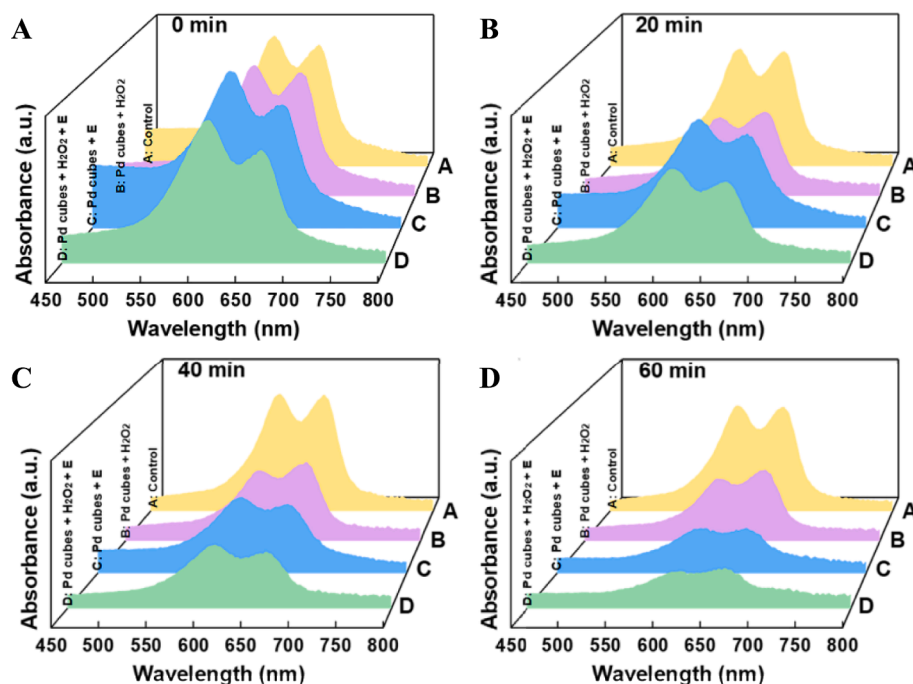 A
0 min
Absorbance (a.u.)
D: Pd cubes + H2O2 + E
C: Pd cubes + E
B: Pd cubes + H2O2
A: Control
A
B
C
D
450 500 550 600 650 700 750 800
Wavelength (nm)
B
20 min
Absorbance (a.u.)
D: Pd cubes + H2O2 + E
C: Pd cubes + E
B: Pd cubes + H2O2
A: Control
A
B
C
D
450 500 550 600 650 700 750 800
Wavelength (nm)
C
40 min
Absorbance (a.u.)
D: Pd cubes + H2O2 + E
C: Pd cubes + E
B: Pd cubes + H2O2
A: Control
A
B
C
D
450 500 550 600 650 700 750 800
Wavelength (nm)
D
60 min
Absorbance (a.u.)
D: Pd cubes + H2O2 + E
C: Pd cubes + E
B: Pd cubes + H2O2
A: Control
A
B
C
D
450 500 550 600 650 700 750 800
Wavelength (nm)